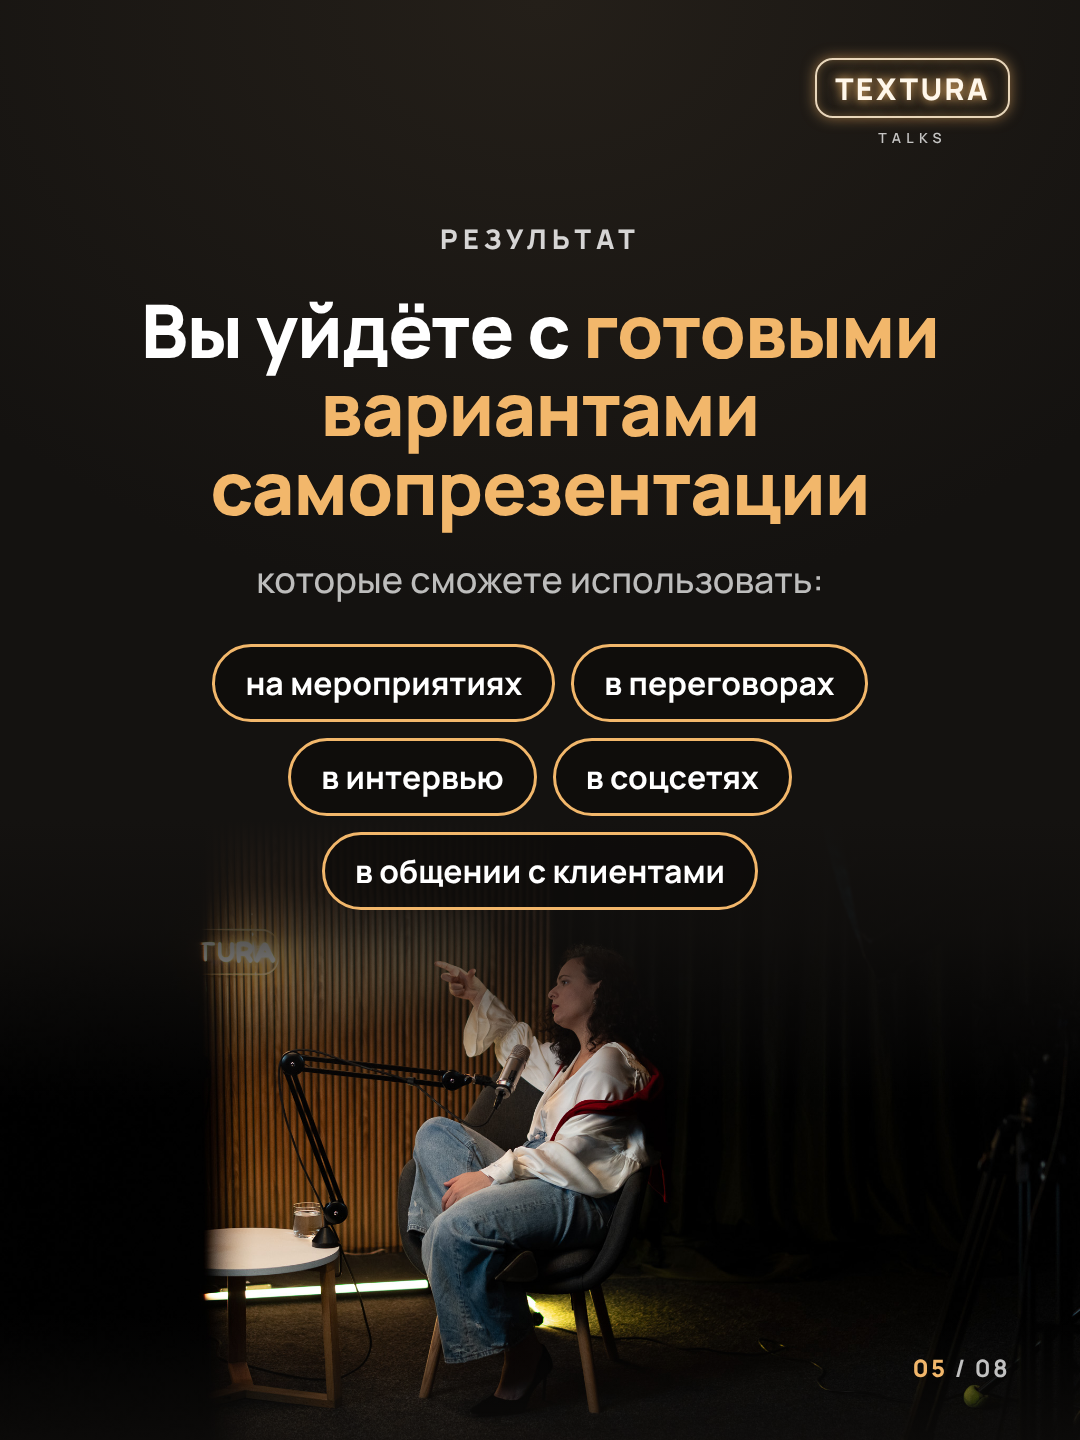 TEXTURA
TALKS
РЕЗУЛЬТАТ
Вы уйдёте с готовыми
вариантами
самопрезентации
которые сможете использовать:
на мероприятиях
в переговорах
в интервью
в соцсетях
в общении с клиентами
TURA
05 / 08